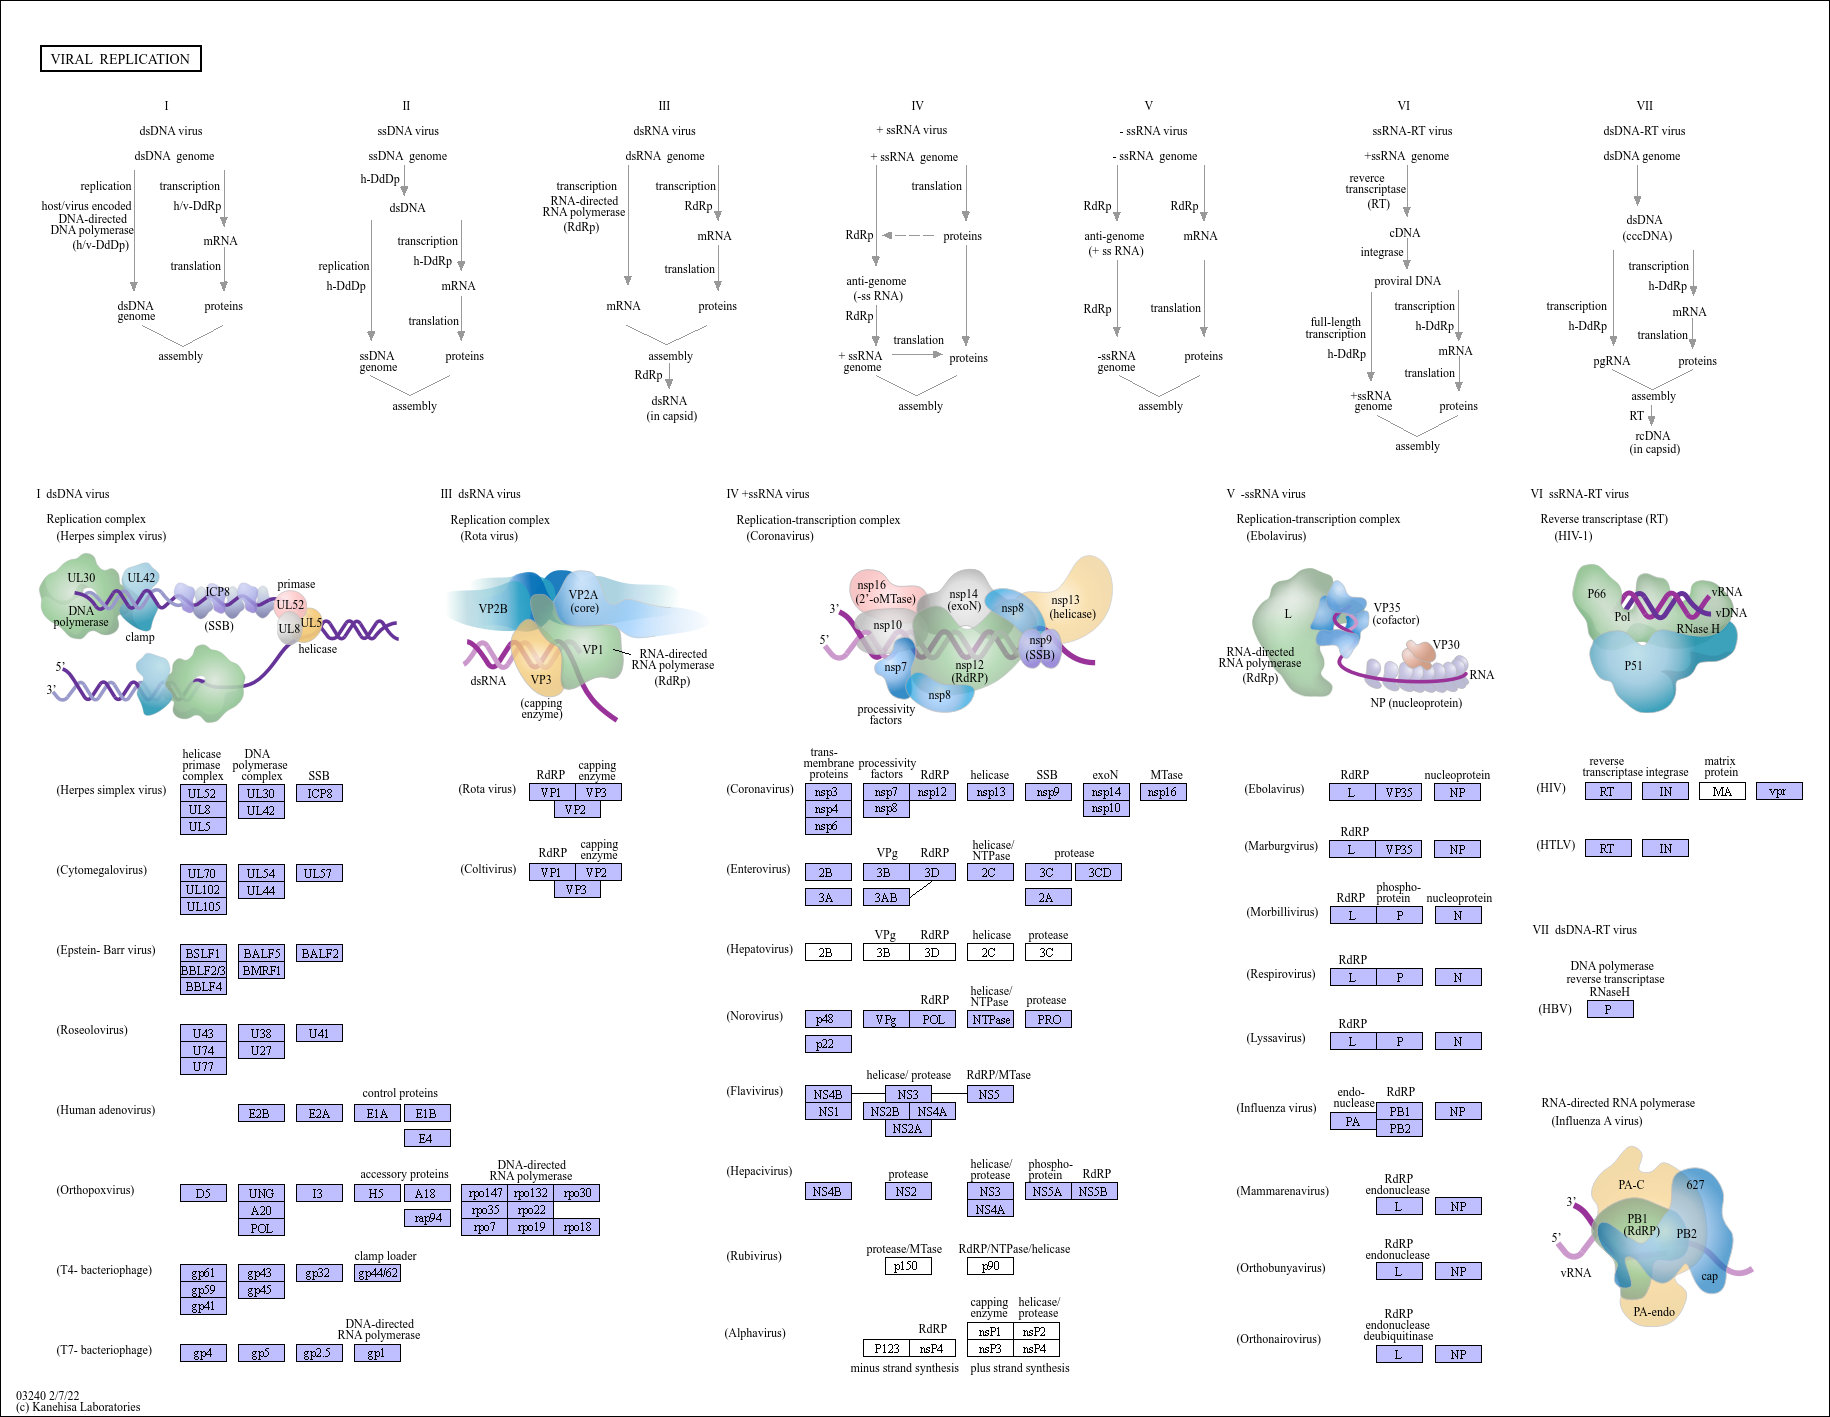 VIRAL REPLICATION
I
dsDNA virus
dsDNA genome
replication
transcription
host/virus encoded
DNA-directed
DNA polymerase
(h/v-DdDp)
h/v-DdRp
mRNA
translation
dsDNA
genome
proteins
assembly
II
ssDNA virus
ssDNA genome
h-DdDp
dsDNA
transcription
h-DdRp
replication
h-DdDp
mRNA
translation
ssDNA
genome
proteins
assembly
III
dsRNA virus
dsRNA genome
transcription
RNA-directed
RNA polymerase
(RdRp)
transcription
RdRp
mRNA
translation
mRNA
proteins
assembly
RdRp
dsRNA
(in capsid)
IV
+ ssRNA virus
+ ssRNA genome
translation
RdRp
proteins
anti-genome
(-ss RNA)
RdRp
translation
+ ssRNA
genome
proteins
assembly
V
- ssRNA virus
- ssRNA genome
RdRp
RdRp
anti-genome
(+ ss RNA)
mRNA
RdRp
translation
-ssRNA
genome
proteins
assembly
VI
ssRNA-RT virus
+ssRNA genome
reverce
transcriptase
(RT)
cDNA
integrase
proviral DNA
transcription
full-length
transcription
h-DdRp
h-DdRp
mRNA
translation
+ssRNA
genome
proteins
assembly
VII
dsDNA-RT virus
dsDNA genome
dsDNA
(cccDNA)
transcription
h-DdRp
transcription
h-DdRp
mRNA
translation
pgRNA
proteins
assembly
RT
rcDNA
(in capsid)
I dsDNA virus
Replication complex
(Herpes simplex virus)
UL30
UL42
ICP8
primase
UL52
DNA
polymerase
(SSB)
UL8
UL5
clamp
helicase
5’
3’
III dsRNA virus
Replication complex
(Rota virus)
VP2B
VP2A
(core)
VP1
RNA-directed
RNA polymerase
(RdRp)
dsRNA
VP3
(capping
enzyme)
IV +ssRNA virus
Replication-transcription complex
(Coronavirus)
nsp16
(2’-oMTase)
nsp14
(exoN)
nsp8
nsp13
(helicase)
3’
nsp10
5’
nsp9
(SSB)
nsp7
nsp12
(RdRP)
nsp8
processivity
factors
V -ssRNA virus
Replication-transcription complex
(Ebolavirus)
L
VP35
(cofactor)
VP30
RNA-directed
RNA polymerase
(RdRp)
RNA
NP (nucleoprotein)
VI ssRNA-RT virus
Reverse transcriptase (RT)
(HIV-1)
P66
vRNA
Pol
vDNA
RNase H
P51
helicase
primase
complex
DNA
polymerase
complex
SSB
(Herpes simplex virus)
UL52 UL30 ICP8
UL8 UL42
UL5
(Cytomegalovirus)
UL70 UL54 UL57
UL102 UL44
UL105
(Epstein- Barr virus)
BSLF1 BALF5 BALF2
BBLF2/3 BMRF1
BBLF4
(Roseolovirus)
U43 U38 U41
U74 U27
U77
control proteins
(Human adenovirus)
E2B E2A E1A E1B
E4
accessory proteins
DNA-directed
RNA polymerase
(Orthopoxvirus)
D5 UNG I3 H5 A18 rpo147 rpo132 rpo30
A20 rap94 rpo35 rpo22
POL rpo7 rpo19 rpo18
clamp loader
(T4- bacteriophage)
gp61 gp43 gp32 gp44/62
gp59 gp45
gp41
DNA-directed
RNA polymerase
(T7- bacteriophage)
gp4 gp5 gp2.5 gp1
RdRP
capping
enzyme
(Rota virus)
VP1 VP3
VP2
RdRP
capping
enzyme
(Coltivirus)
VP1 VP2
VP3
trans-
membrane
proteins
processivity
factors
RdRP
helicase
SSB
exoN
MTase
(Coronavirus)
nsp3 nsp7 nsp12 nsp13 nsp9 nsp14 nsp16
nsp4 nsp8 nsp10
nsp6
VPg
RdRP
helicase/
NTPase
protease
(Enterovirus)
2B 3B 3D 2C 3C 3CD
3A 3AB 2A
VPg RdRP helicase protease
(Hepatovirus)
2B 3B 3D 2C 3C
RdRP
helicase/
NTPase
protease
(Norovirus)
p48 VPg POL NTPase PRO
p22
helicase/ protease RdRP/MTase
(Flavivirus)
NS4B NS3 NS5
NS1 NS2B NS4A
NS2A
protease
helicase/
protease
phospho-
protein
RdRP
(Hepacivirus)
NS4B NS2 NS3 NS5A NS5B
NS4A
protease/MTase RdRP/NTPase/helicase
(Rubivirus)
p150 p90
capping
enzyme
helicase/
protease
RdRP
(Alphavirus)
nsP1 nsP2
P123 nsP4 nsP3 nsP4
minus strand synthesis plus strand synthesis
RdRP nucleoprotein
(Ebolavirus)
L VP35 NP
RdRP
(Marburgvirus)
L VP35 NP
RdRP
phospho-
protein
nucleoprotein
(Morbillivirus)
L P N
RdRP
(Respirovirus)
L P N
RdRP
(Lyssavirus)
L P N
endo-
nuclease
RdRP
(Influenza virus)
PA PB1 NP
PB2
RdRP
endonuclease
(Mammarenavirus)
L NP
RdRP
endonuclease
(Orthobunyavirus)
L NP
RdRP
endonuclease
deubiquitinase
(Orthonairovirus)
L NP
reverse
transcriptase
integrase
matrix
protein
(HIV)
RT IN MA vpr
(HTLV)
RT IN
VII dsDNA-RT virus
DNA polymerase
reverse transcriptase
RNaseH
(HBV)
P
RNA-directed RNA polymerase
(Influenza A virus)
PA-C
627
3’
PB1
(RdRP)
PB2
5’
vRNA
cap
PA-endo
03240 2/7/22
(c) Kanehisa Laboratories